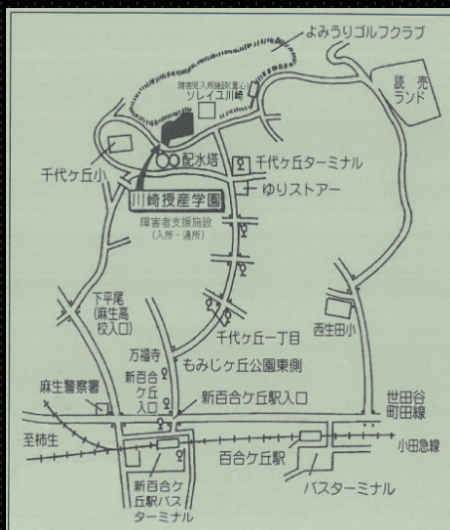 よみうりゴルフクラブ
障害児入所施設(重心)
ソレイユ川崎
読売
ランド
千代ヶ丘小
配水塔
千代ヶ丘ターミナル
ゆりストアー
川崎授産学園
障害者支援施設
(入所・通所)
下平尾
(麻生高
校入口)
千代ヶ丘一丁目
西生田小
万福寺
もみじヶ丘公園東側
新百合
ケ丘
入口
麻生警察署
新百合ケ丘駅入口
世田谷
町田線
至柿生
百合ケ丘駅
小田急線
新百合ケ
丘駅バス
ターミナル
バスターミナル